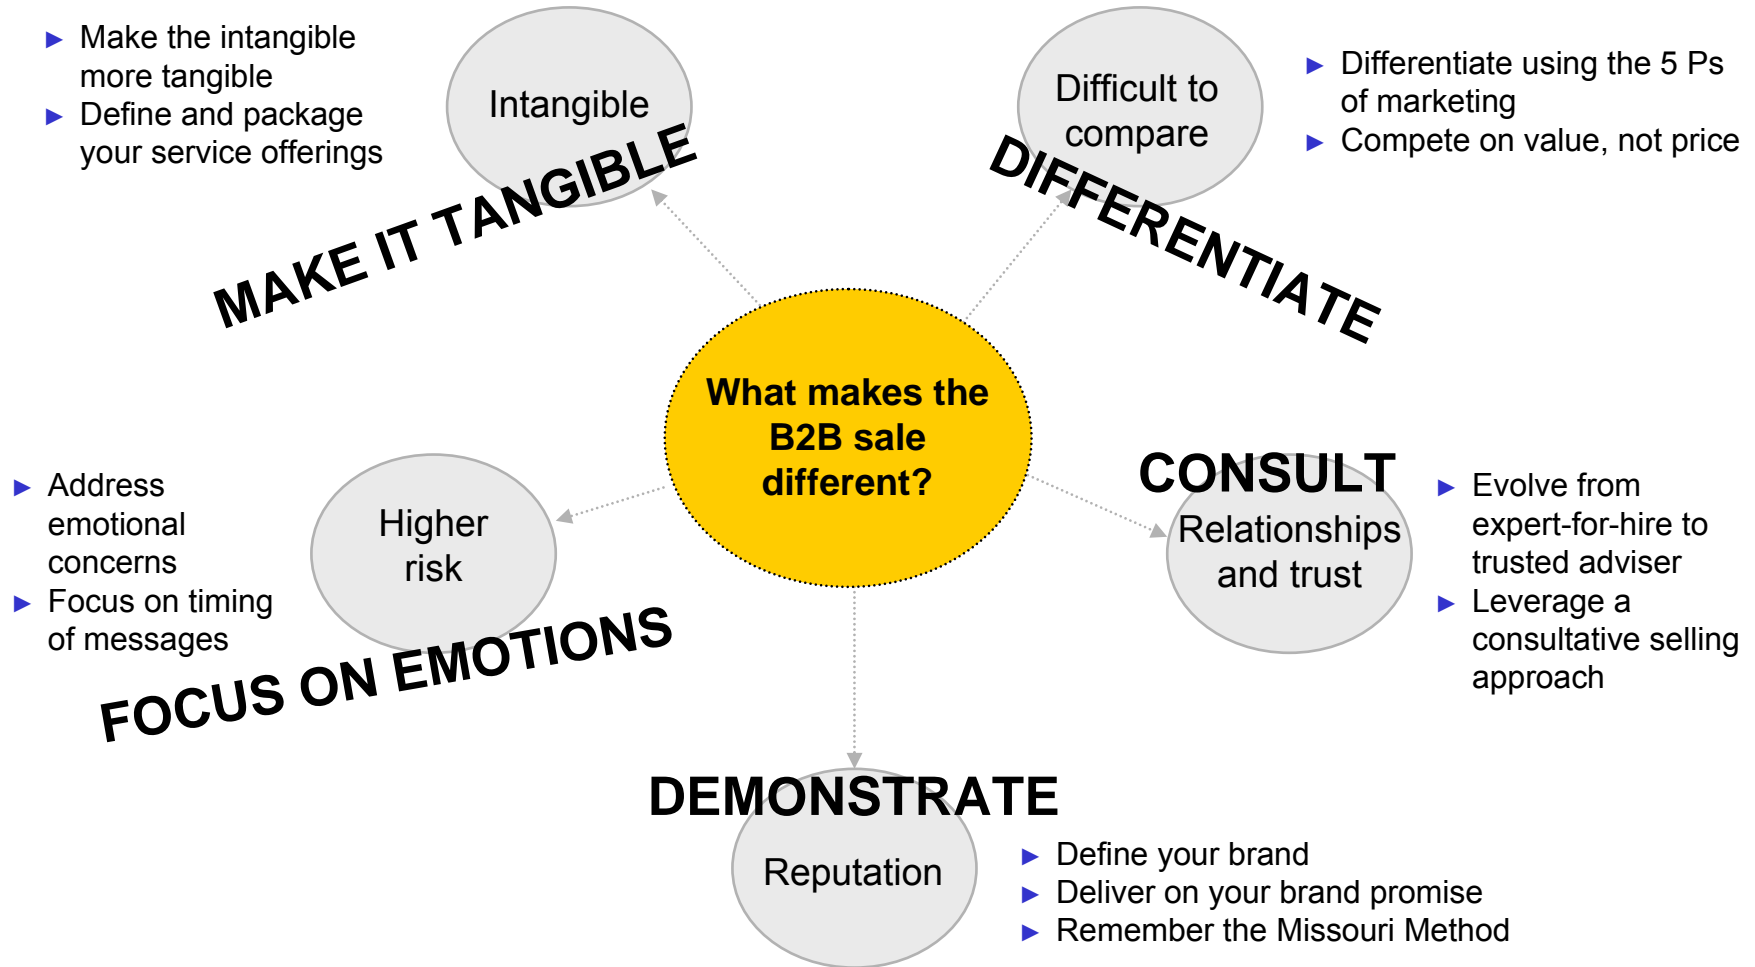 ► Make the intangible
more tangible
► Define and package
your service offerings
Intangible
MAKE IT TANGIBLE
Difficult to
compare
DIFFERENTIATE
► Differentiate using the 5 Ps
of marketing
► Compete on value, not price
What makes the
B2B sale
different?
► Address
emotional
concerns
► Focus on timing
of messages
Higher
risk
FOCUS ON EMOTIONS
CONSULT
Relationships
and trust
► Evolve from
expert-for-hire to
trusted adviser
► Leverage a
consultative selling
approach
DEMONSTRATE
Reputation
► Define your brand
► Deliver on your brand promise
► Remember the Missouri Method